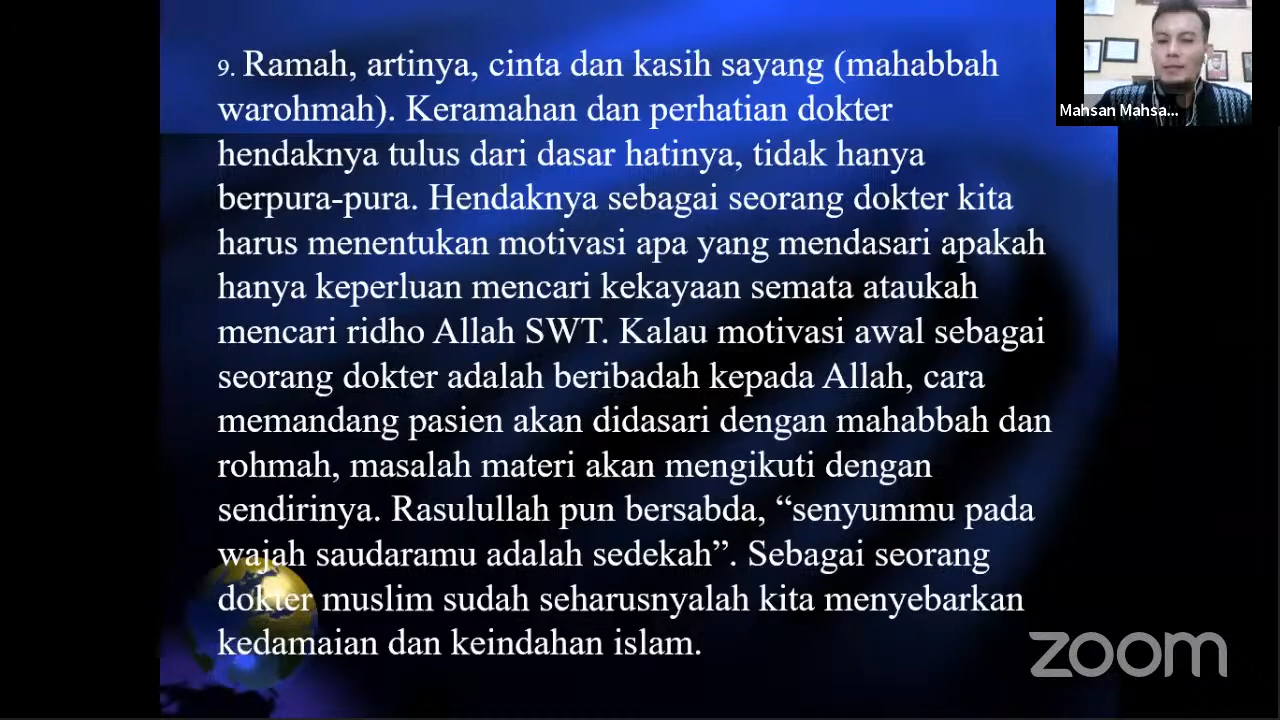 9. Ramah, artinya, cinta dan kasih sayang (mahabbah
warohmah). Keramahan dan perhatian dokter
hendaknya tulus dari dasar hatinya, tidak hanya
berpura-pura. Hendaknya sebagai seorang dokter kita
harus menentukan motivasi apa yang mendasari apakah
hanya keperluan mencari kekayaan semata ataukah
mencari ridho Allah SWT. Kalau motivasi awal sebagai
seorang dokter adalah beribadah kepada Allah, cara
memandang pasien akan didasari dengan mahabbah dan
rohmah, masalah materi akan mengikuti dengan
sendirinya. Rasulullah pun bersabda, “senyummu pada
wajah saudaramu adalah sedekah”. Sebagai seorang
dokter muslim sudah seharusnyalah kita menyebarkan
kedamaian dan keindahan islam.
Mahsan Mahsa...
zoom